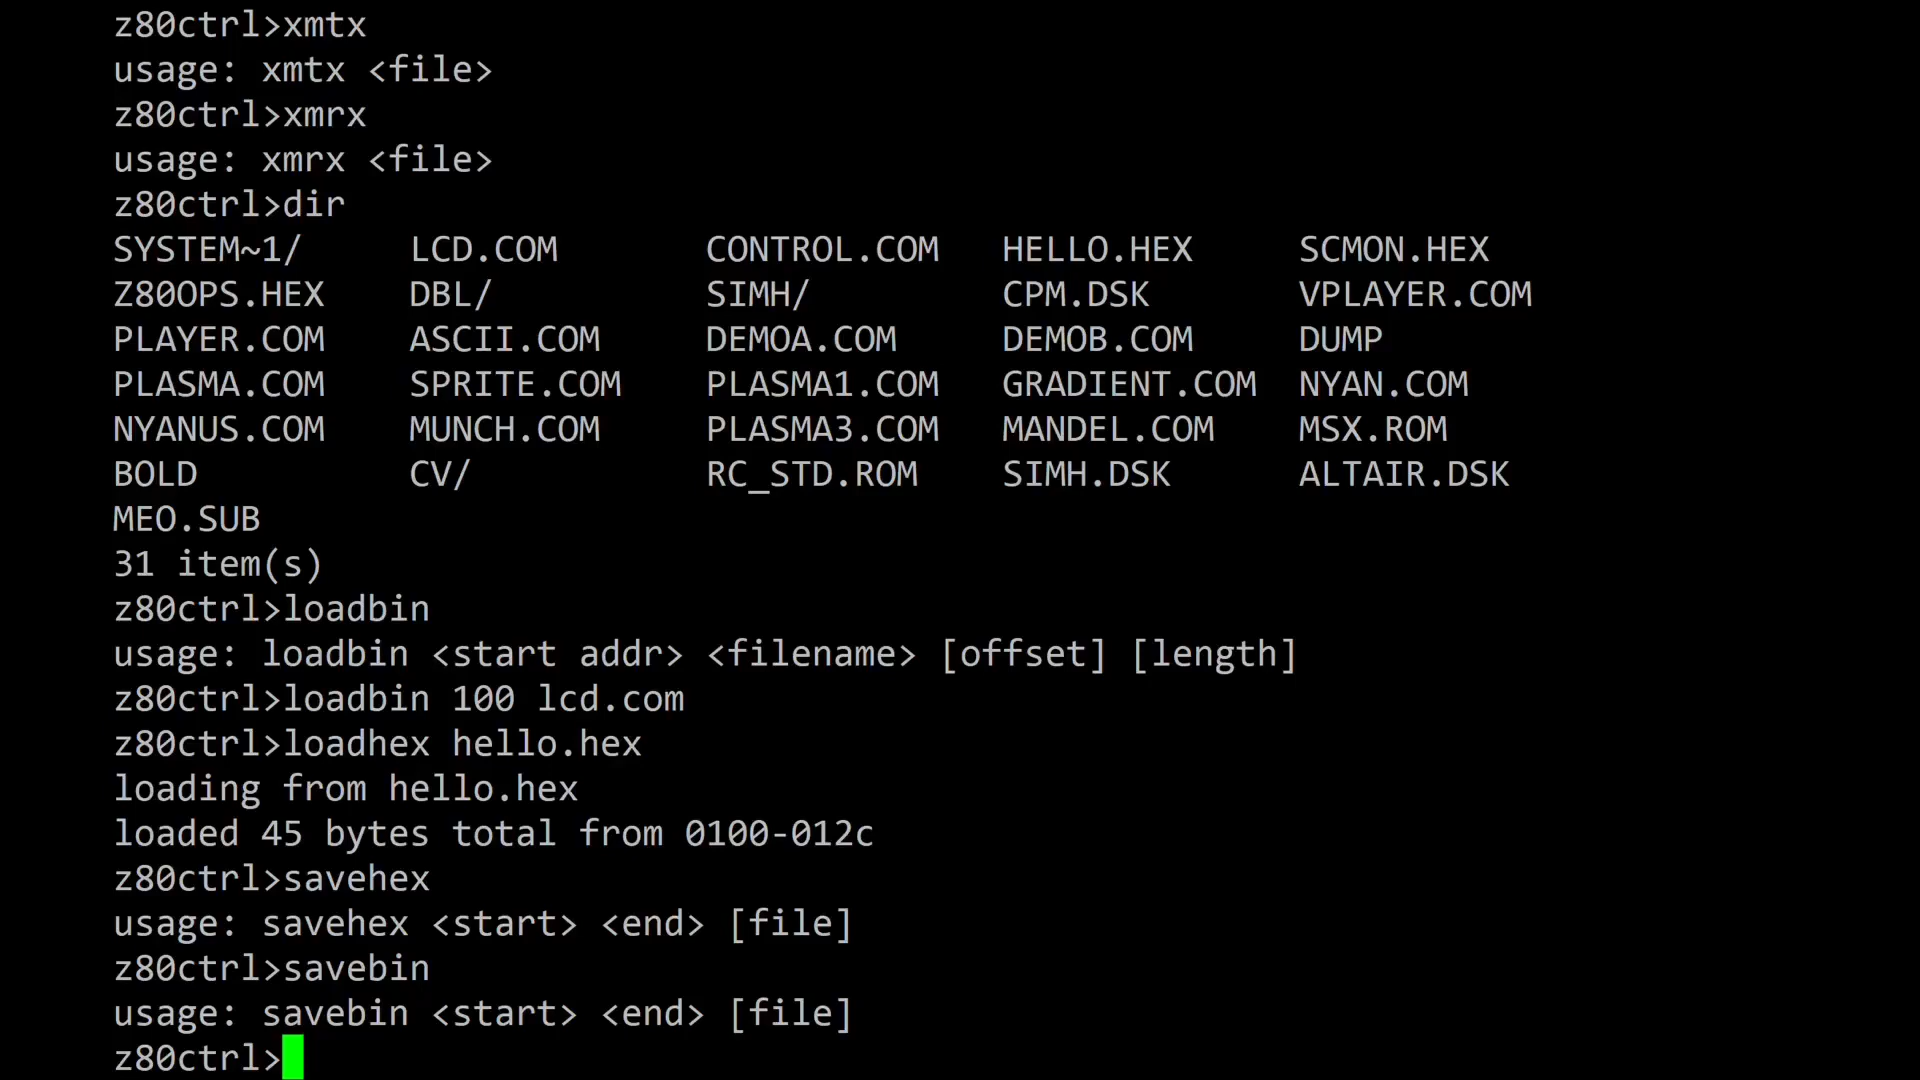 z80ctrl>xmtx
usage: xmtx <file>
z80ctrl>xmrx
usage: xmrx <file>
z80ctrl>dir
SYSTEM~1/ LCD.COM CONTROL.COM HELLO.HEX SCMON.HEX
Z80OPS.HEX DBL/ SIMH/ CPM.DSK VPLAYER.COM
PLAYER.COM ASCII.COM DEMOA.COM DEMOB.COM DUMP
PLASMA.COM SPRITE.COM PLASMA1.COM GRADIENT.COM NYAN.COM
NYANUS.COM MUNCH.COM PLASMA3.COM MANDEL.COM MSX.ROM
BOLD CV/ RC_STD.ROM SIMH.DSK ALTAIR.DSK
MEO.SUB
31 item(s)
z80ctrl>loadbin
usage: loadbin <start addr> <filename> [offset] [length]
z80ctrl>loadbin 100 lcd.com
z80ctrl>loadhex hello.hex
loading from hello.hex
loaded 45 bytes total from 0100-012c
z80ctrl>savehex
usage: savehex <start> <end> [file]
z80ctrl>savebin
usage: savebin <start> <end> [file]
z80ctrl>